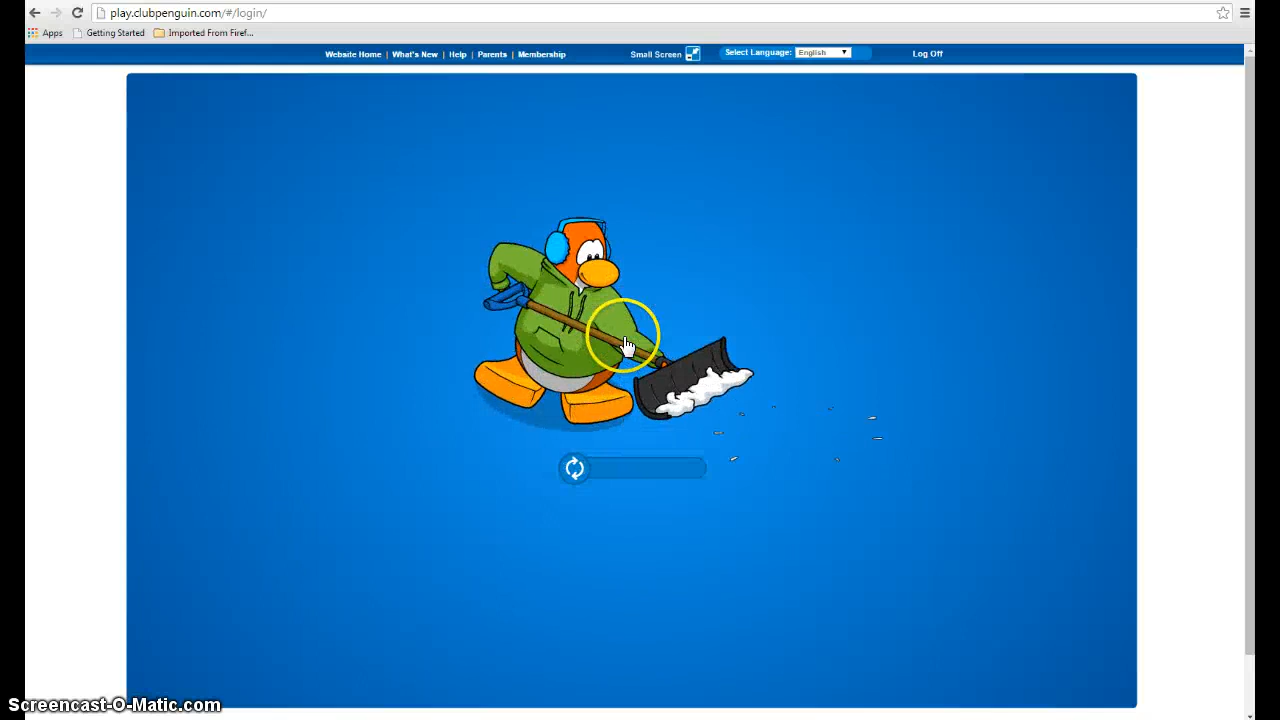 play.clubpenguin.com/#/login/
Apps Getting Started Imported From Firef...
Website Home | What's New | Help | Parents | Membership Small Screen Select Language: English Log Off
Screencast-O-Matic.com